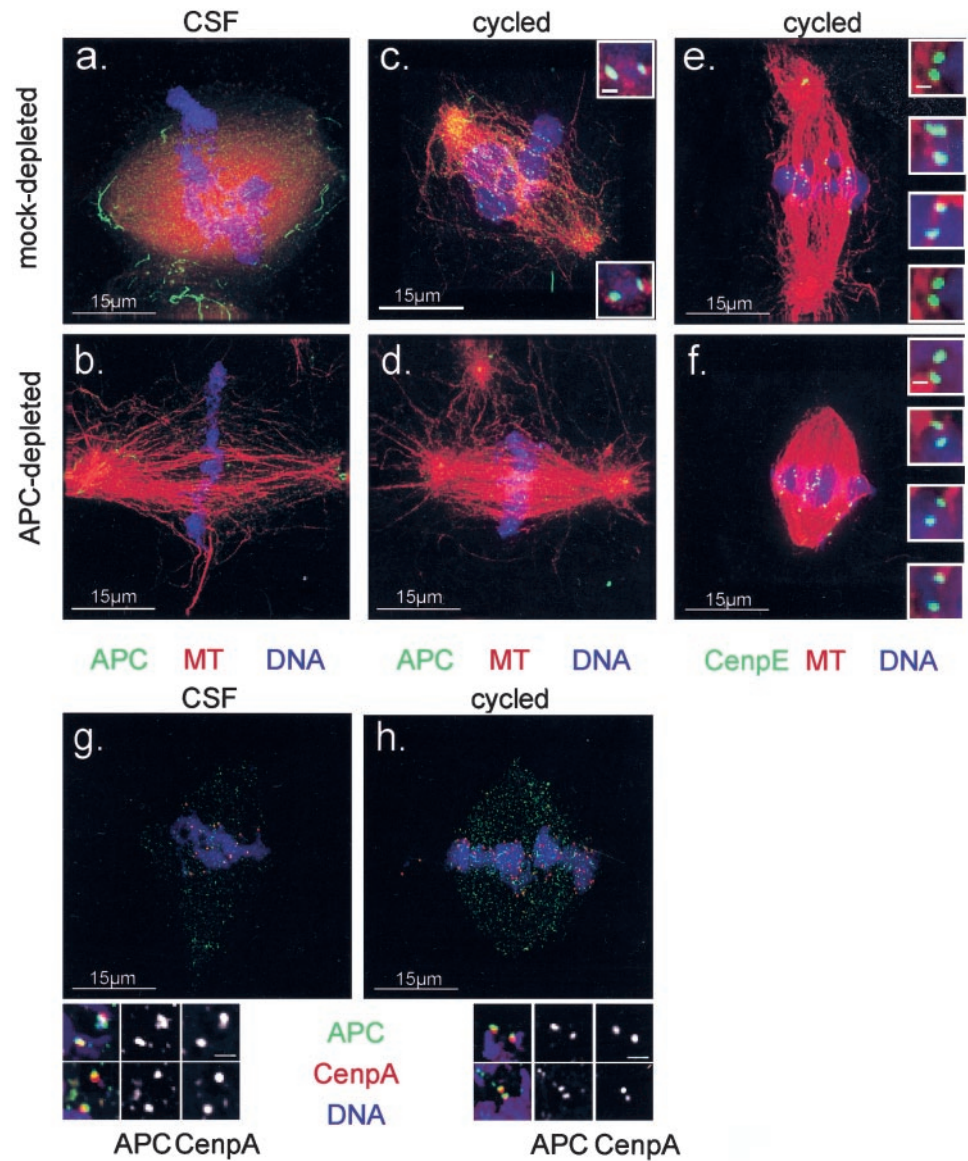 CSF cycled cycled
mock-depleted
a. c. e.
15µm 15µm 15µm
APC-depleted
b. d. f.
15µm 15µm 15µm
APC MT DNA APC MT DNA CenpE MT DNA
CSF cycled
g. h.
15µm 15µm
APC
CenpA
DNA
APC CenpA APC CenpA